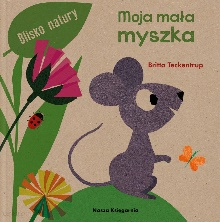 Blisko natury
Moja mała
myszka
Britta Teckentrup
Nasza Księgarnia